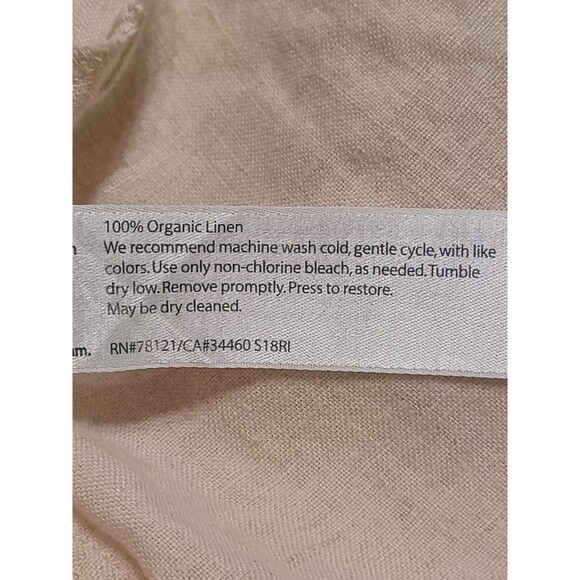 100% Organic Linen
We recommend machine wash cold, gentle cycle, with like
colors. Use only non-chlorine bleach, as needed. Tumble
dry low. Remove promptly. Press to restore.
May be dry cleaned.
RN#78121/CA#34460 S18RI